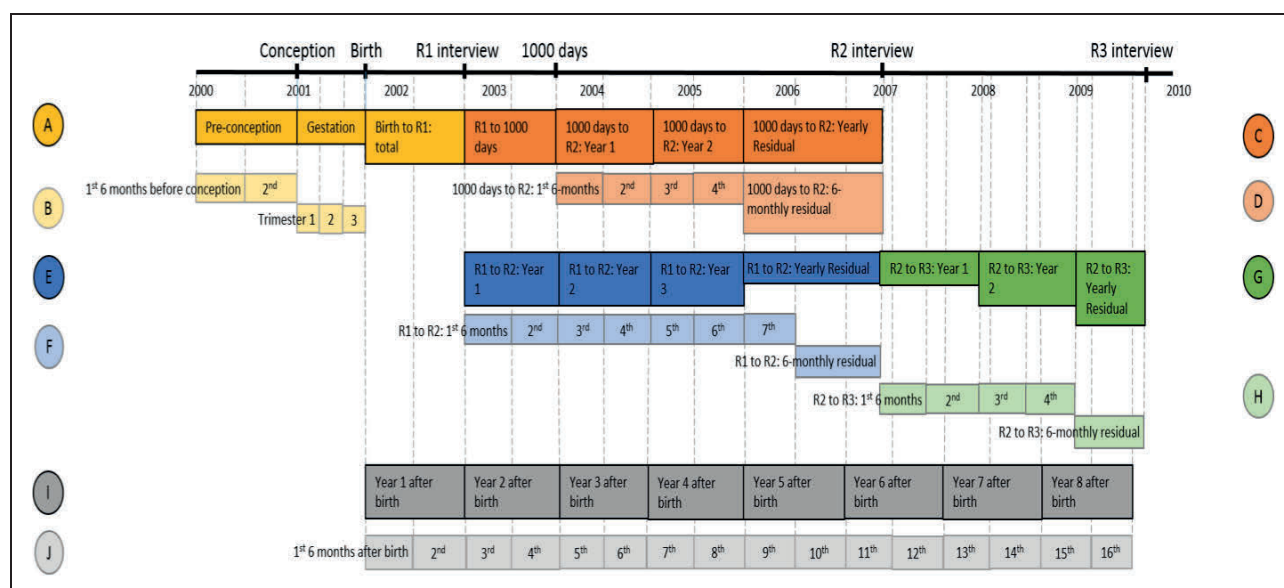 Conception Birth R1 interview 1000 days R2 interview R3 interview
2000 2001 2002 2003 2004 2005 2006 2007 2008 2009 2010
A
Pre-conception
Gestation
Birth to R1:
total
R1 to 1000
days
1000 days to
R2: Year 1
1000 days to
R2: Year 2
1000 days to R2: Yearly
Residual
C
B
1st 6 months before conception
2nd
Trimester 1
2
3
1000 days to R2: 1st 6-months
2nd
3rd
4th
1000 days to R2: 6-
monthly residual
D
E
R1 to R2: Year
1
R1 to R2: Year
2
R1 to R2: Year
3
R1 to R2: Yearly Residual
R2 to R3: Year 1
R2 to R3: Year
2
R2 to R3:
Yearly
Residual
G
F
R1 to R2: 1st 6 months
2nd
3rd
4th
5th
6th
7th
R1 to R2: 6-monthly residual
R2 to R3: 1st 6 months
2nd
3rd
4th
H
R2 to R3: 6-monthly residual
I
Year 1 after
birth
Year 2 after
birth
Year 3 after
birth
Year 4 after
birth
Year 5 after
birth
Year 6 after
birth
Year 7 after
birth
Year 8 after
birth
J
1st 6 months after birth
2nd
3rd
4th
5th
6th
7th
8th
9th
10th
11th
12th
13th
14th
15th
16th